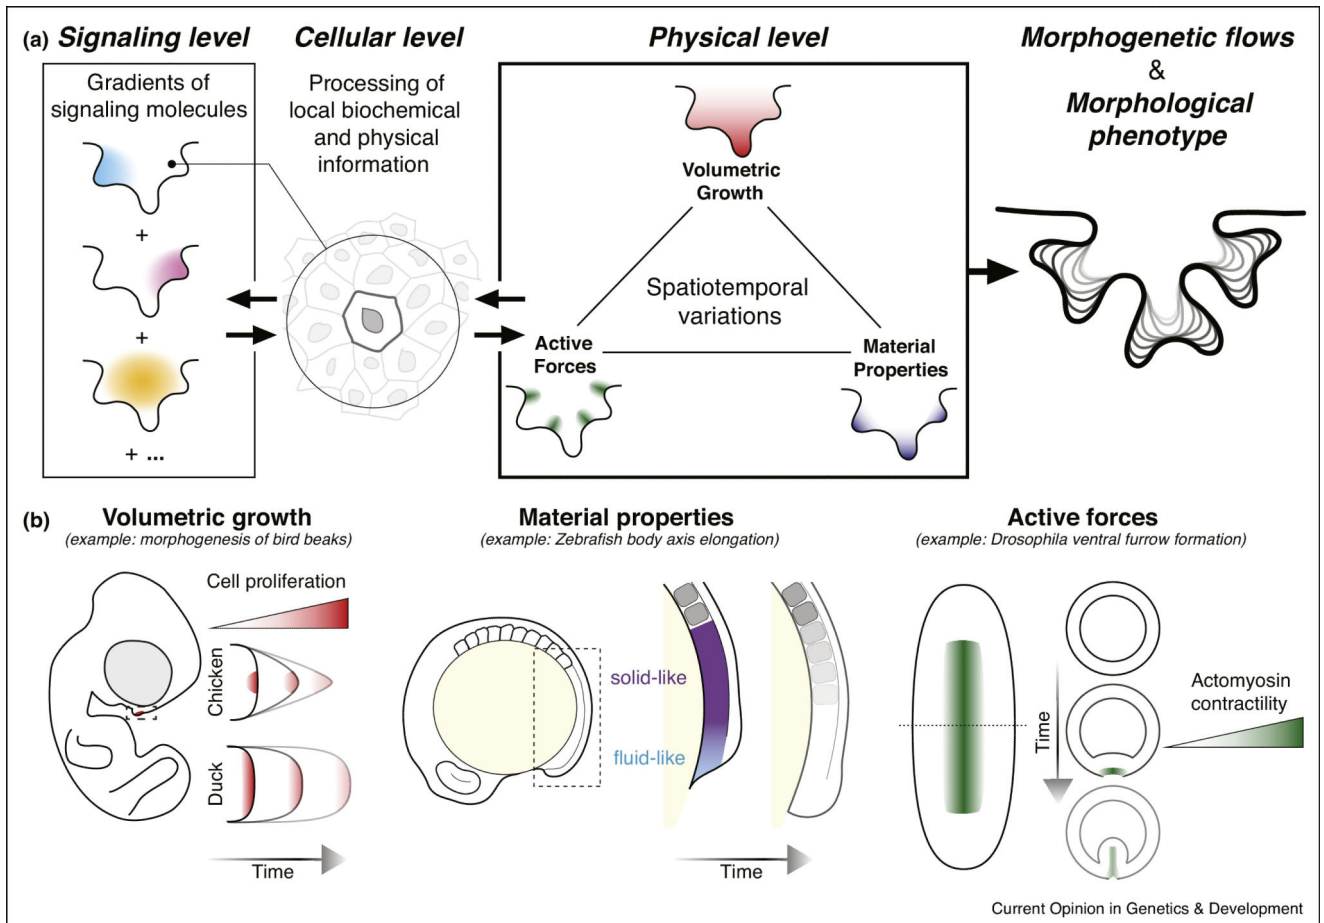 (a)
Signaling level
Gradients of
signaling molecules
+
+
+ ...
Cellular level
Processing of
local biochemical
and physical
information
Physical level
Volumetric
Growth
Spatiotemporal
variations
Active
Forces
Material
Properties
Morphogenetic flows
&
Morphological
phenotype
(b)
Volumetric growth
(example: morphogenesis of bird beaks)
Cell proliferation
Chicken
Duck
Time
Material properties
(example: Zebrafish body axis elongation)
solid-like
fluid-like
Time
Active forces
(example: Drosophila ventral furrow formation)
Time
Actomyosin
contractility
Current Opinion in Genetics & Development